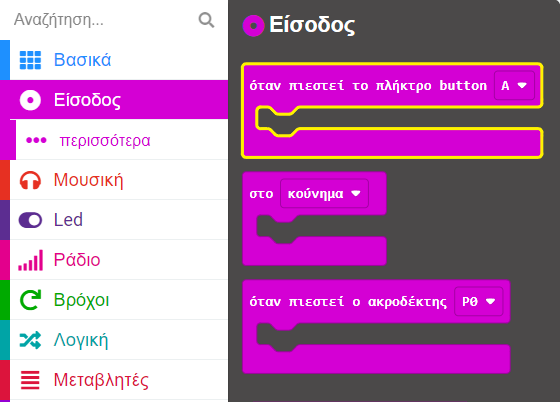 Αναζήτηση...
Βασικά
Είσοδος
περισσότερα
Μουσική
Led
Ράδιο
Βρόχοι
Λογική
Μεταβλητές
Είσοδος
όταν πιεστεί το πλήκτρο button A
στο κούνημα
όταν πιεστεί ο ακροδέκτης P0